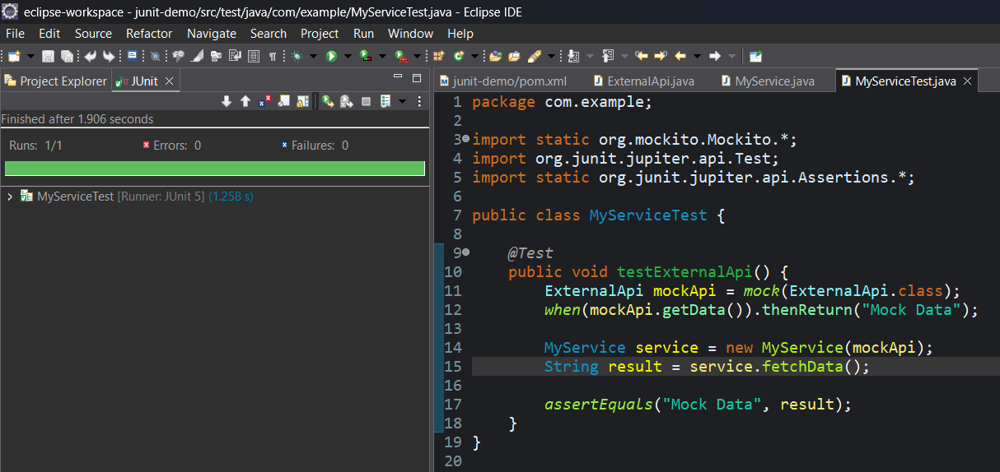 eclipse-workspace - junit-demo/src/test/java/com/example/MyServiceTest.java - Eclipse IDE
File Edit Source Refactor Navigate Search Project Run Window Help
Project Explorer JUnit
Finished after 1.906 seconds
Runs: 1/1 Errors: 0 Failures: 0
MyServiceTest [Runner: JUnit 5] (1.258 s)
junit-demo/pom.xml ExternalApi.java MyService.java MyServiceTest.java
1 package com.example;
2
3 import static org.mockito.Mockito.*;
4 import org.junit.jupiter.api.Test;
5 import static org.junit.jupiter.api.Assertions.*;
6
7 public class MyServiceTest {
8
9     @Test
10     public void testExternalApi() {
11         ExternalApi mockApi = mock(ExternalApi.class);
12         when(mockApi.getData()).thenReturn("Mock Data");
13
14         MyService service = new MyService(mockApi);
15         String result = service.fetchData();
16
17         assertEquals("Mock Data", result);
18     }
19 }
20